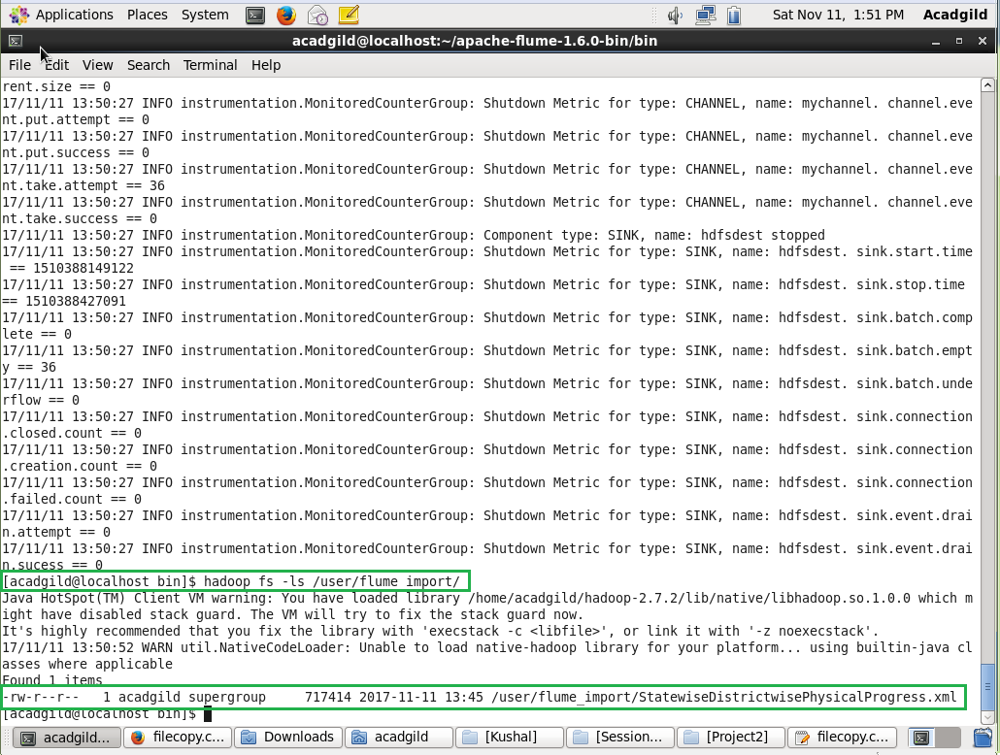 Applications Places System Sat Nov 11, 1:51 PM Acadgild
acadgild@localhost:~/apache-flume-1.6.0-bin/bin
File Edit View Search Terminal Help
rent.size == 0
17/11/11 13:50:27 INFO instrumentation.MonitoredCounterGroup: Shutdown Metric for type: CHANNEL, name: mychannel. channel.eve
nt.put.attempt == 0
17/11/11 13:50:27 INFO instrumentation.MonitoredCounterGroup: Shutdown Metric for type: CHANNEL, name: mychannel. channel.eve
nt.put.success == 0
17/11/11 13:50:27 INFO instrumentation.MonitoredCounterGroup: Shutdown Metric for type: CHANNEL, name: mychannel. channel.eve
nt.take.attempt == 36
17/11/11 13:50:27 INFO instrumentation.MonitoredCounterGroup: Shutdown Metric for type: CHANNEL, name: mychannel. channel.eve
nt.take.success == 0
17/11/11 13:50:27 INFO instrumentation.MonitoredCounterGroup: Component type: SINK, name: hdfsdest stopped
17/11/11 13:50:27 INFO instrumentation.MonitoredCounterGroup: Shutdown Metric for type: SINK, name: hdfsdest. sink.start.time
 == 1510388149122
17/11/11 13:50:27 INFO instrumentation.MonitoredCounterGroup: Shutdown Metric for type: SINK, name: hdfsdest. sink.stop.time
== 1510388427091
17/11/11 13:50:27 INFO instrumentation.MonitoredCounterGroup: Shutdown Metric for type: SINK, name: hdfsdest. sink.batch.comp
lete == 0
17/11/11 13:50:27 INFO instrumentation.MonitoredCounterGroup: Shutdown Metric for type: SINK, name: hdfsdest. sink.batch.empt
y == 36
17/11/11 13:50:27 INFO instrumentation.MonitoredCounterGroup: Shutdown Metric for type: SINK, name: hdfsdest. sink.batch.unde
rflow == 0
17/11/11 13:50:27 INFO instrumentation.MonitoredCounterGroup: Shutdown Metric for type: SINK, name: hdfsdest. sink.connection
.closed.count == 0
17/11/11 13:50:27 INFO instrumentation.MonitoredCounterGroup: Shutdown Metric for type: SINK, name: hdfsdest. sink.connection
.creation.count == 0
17/11/11 13:50:27 INFO instrumentation.MonitoredCounterGroup: Shutdown Metric for type: SINK, name: hdfsdest. sink.connection
.failed.count == 0
17/11/11 13:50:27 INFO instrumentation.MonitoredCounterGroup: Shutdown Metric for type: SINK, name: hdfsdest. sink.event.drai
n.attempt == 0
17/11/11 13:50:27 INFO instrumentation.MonitoredCounterGroup: Shutdown Metric for type: SINK, name: hdfsdest. sink.event.drai
n.sucess == 0
[acadgild@localhost bin]$ hadoop fs -ls /user/flume_import/
Java HotSpot(TM) Client VM warning: You have loaded library /home/acadgild/hadoop-2.7.2/lib/native/libhadoop.so.1.0.0 which m
ight have disabled stack guard. The VM will try to fix the stack guard now.
It's highly recommended that you fix the library with 'execstack -c <libfile>', or link it with '-z noexecstack'.
17/11/11 13:50:52 WARN util.NativeCodeLoader: Unable to load native-hadoop library for your platform... using builtin-java cl
asses where applicable
Found 1 items
-rw-r--r--   1 acadgild supergroup     717414 2017-11-11 13:45 /user/flume_import/StatewiseDistrictwisePhysicalProgress.xml
[acadgild@localhost bin]$
acadgild... filecopy.c... Downloads acadgild [Kushal] [Session... [Project2] filecopy.c...